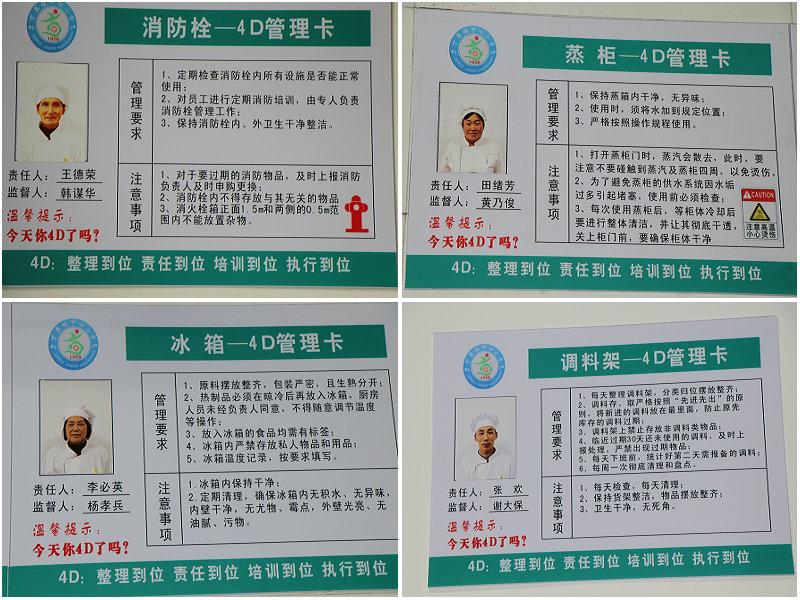 消防栓—4D管理卡
管理要求
1、定期检查消防栓内所有设施是否能正常
使用；
2、对员工进行定期消防培训，由专人负责
消防栓管理工作；
3、保持消防栓内、外卫生干净整洁。
责任人：王德荣
监督人：韩谋华
注意事项
1、对于要过期的消防物品，及时上报消防
负责人及时申购更换；
2、消防栓内不得存放与其无关的物品
3、消火栓箱正面1.5m和两侧的0.5m范
围内不能放置杂物。
温馨提示：
今天你4D了吗？
4D：整理到位 责任到位 培训到位 执行到位
蒸 柜—4D管理卡
管理要求
1、保持蒸箱内干净，无异味；
2、使用时，须将水加到规定位置；
3、严格按照操作规程使用。
责任人：田绪芳
监督人：黄乃俊
注意事项
1、打开蒸柜门时，蒸汽会散去，此时，要
注意不要碰触到蒸汽及蒸柜四周，以免烫伤。
2、为了避免蒸柜的供水系统因水垢
过多引起堵塞，使用前必须检查；
3、每次使用蒸柜后，等柜体冷却后
要进行整体清洁，并让其彻底干透，
关上柜门前，要确保柜体干净
CAUTION
注意高温
小心烫伤
温馨提示：
今天你4D了吗？
4D：整理到位 责任到位 培训到位 执行到位
冰 箱—4D管理卡
管理要求
1、原料摆放整齐，包装严密，且生熟分开；
2、热制品必须在晾冷后再放入冰箱，厨房
人员未经负责人同意，不得随意调节温度
等操作；
3、放入冰箱的食品均需有标签；
4、冰箱内严禁存放私人物品和用品；
5、冰箱温度记录，按要求填写。
责任人：李必英
监督人：杨孝兵
注意事项
1.冰箱内保持干净；
2.定期清理，确保冰箱内无积水、无异味，
内壁干净，无尤物、霉点，外壁光亮、无
油腻、污物。
温馨提示：
今天你4D了吗？
4D：整理到位 责任到位 培训到位 执行到位
调料架—4D管理卡
管理要求
1、每天整理调料架，分类归位摆放整齐；
2、调料存、取严格按照“先进先出”的原
则，将新进的调料放在最里面，防止原先
库存的调料过期；
3、调料架上禁止存放非调料类物品；
4、临近过期30天还未使用的调料，及时上
报处理，严禁出现过期物品；
5、每天下班前，统计好第二天需报备的调料；
6、每周一次彻底清理和盘点。
责任人：张 欢
监督人：谢大保
注意事项
1、每天检查，每天清理；
2、保持货架整洁，物品摆放整齐；
3、卫生干净，无死角。
温馨提示：
今天你4D了吗？
4D：整理到位 责任到位 培训到位 执行到位